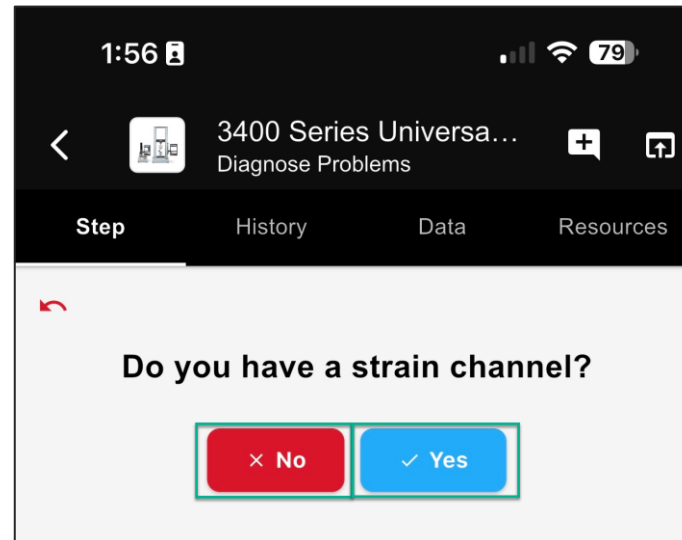 1:56
79
3400 Series Universa...
Diagnose Problems
Step History Data Resources
Do you have a strain channel?
No Yes